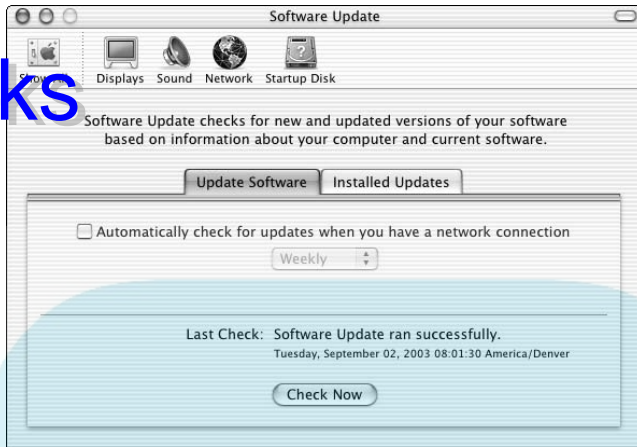 Software Update
Displays Sound Network Startup Disk
ks
Software Update checks for new and updated versions of your software
based on information about your computer and current software.
Update Software Installed Updates
Automatically check for updates when you have a network connection
Weekly
Last Check: Software Update ran successfully.
Tuesday, September 02, 2003 08:01:30 America/Denver
Check Now